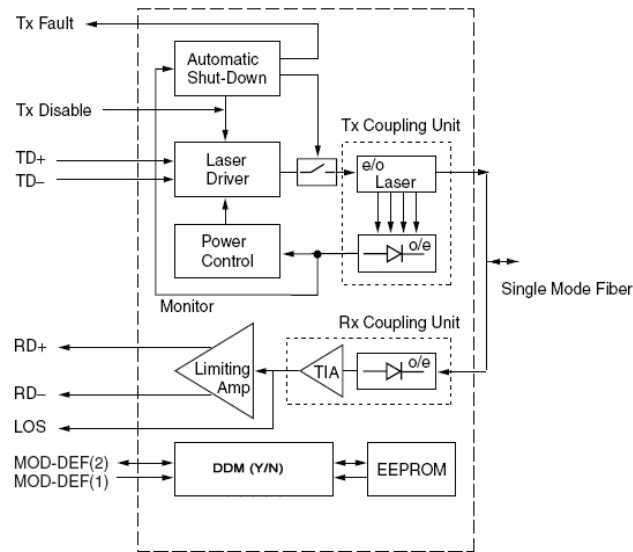 Tx Fault
Automatic
Shut-Down
Tx Disable
Tx Coupling Unit
TD+
TD–
Laser
Driver
e/o
Laser
Power
Control
o/e
Monitor
Single Mode Fiber
Rx Coupling Unit
RD+
RD–
LOS
Limiting
Amp
TIA
o/e
MOD-DEF(2)
MOD-DEF(1)
DDM (Y/N)
EEPROM